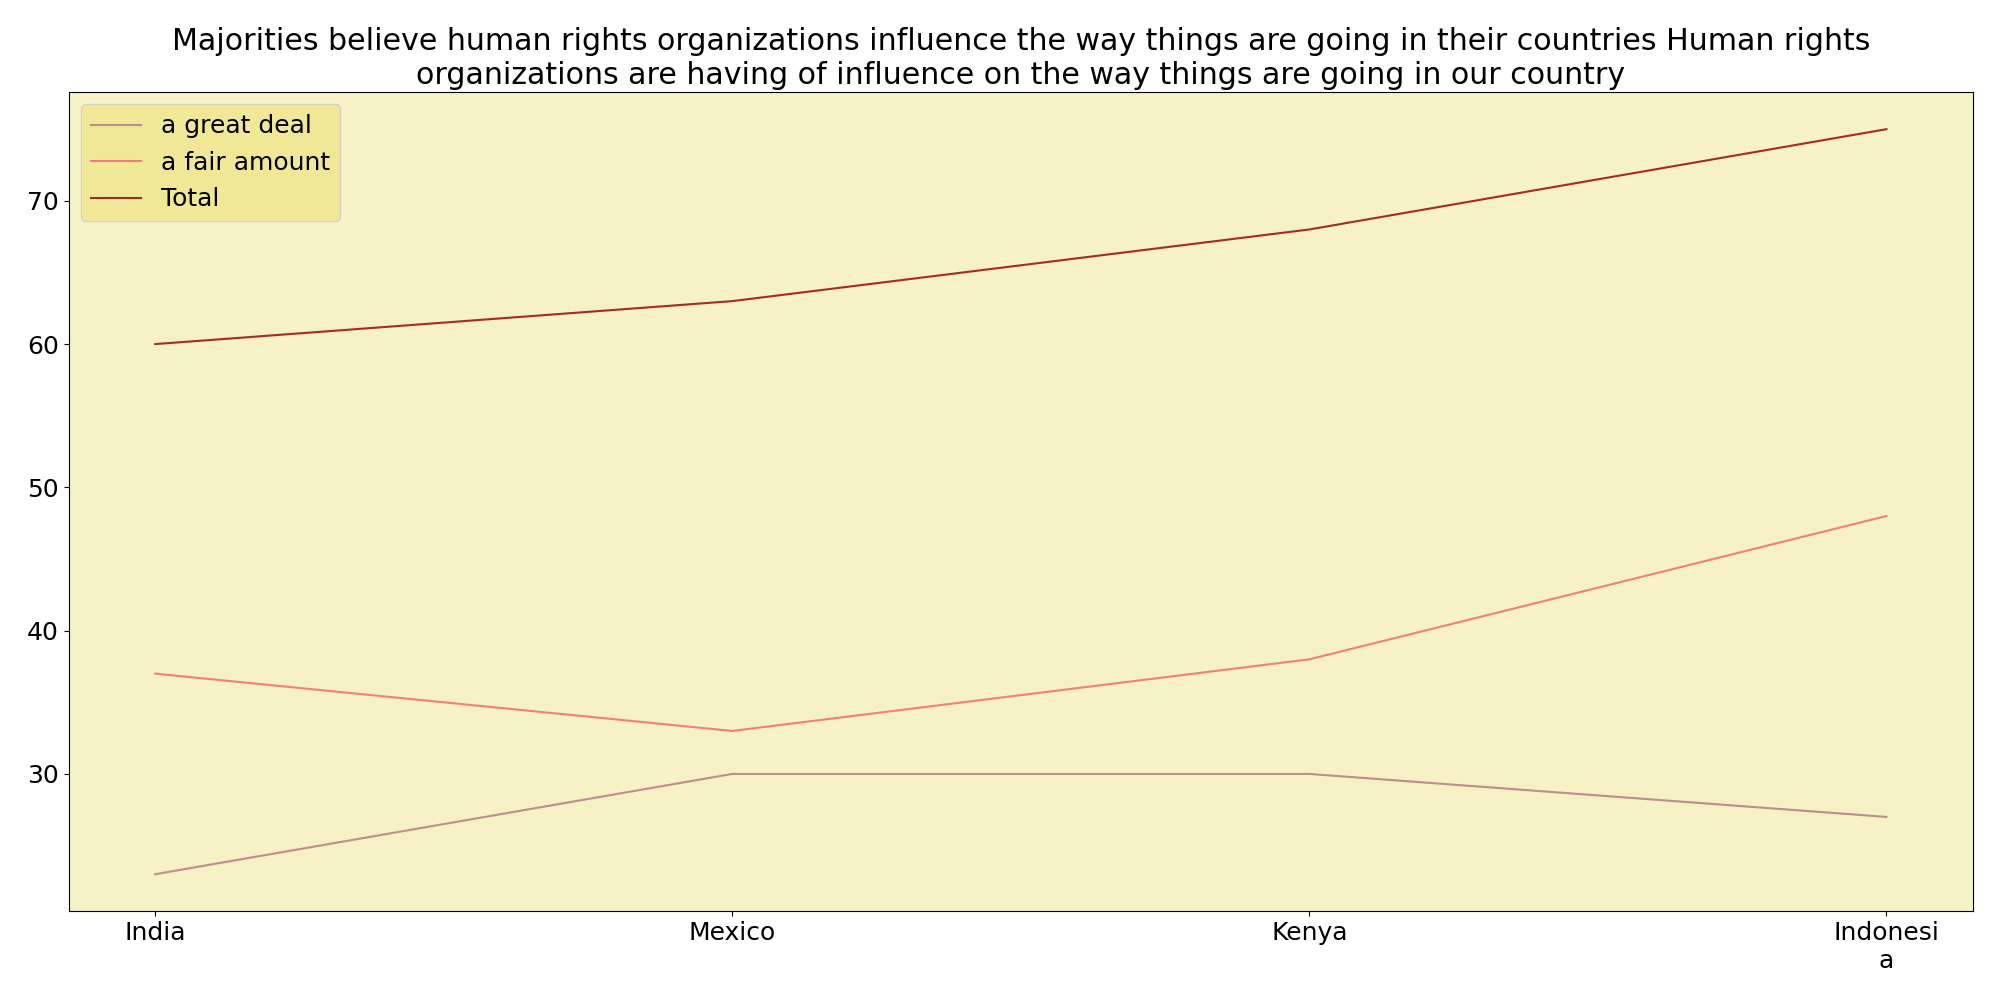 Majorities believe human rights organizations influence the way things are going in their countries Human rights
organizations are having of influence on the way things are going in our country
a great deal
a fair amount
Total
70
60
50
40
30
India
Mexico
Kenya
Indonesi
a